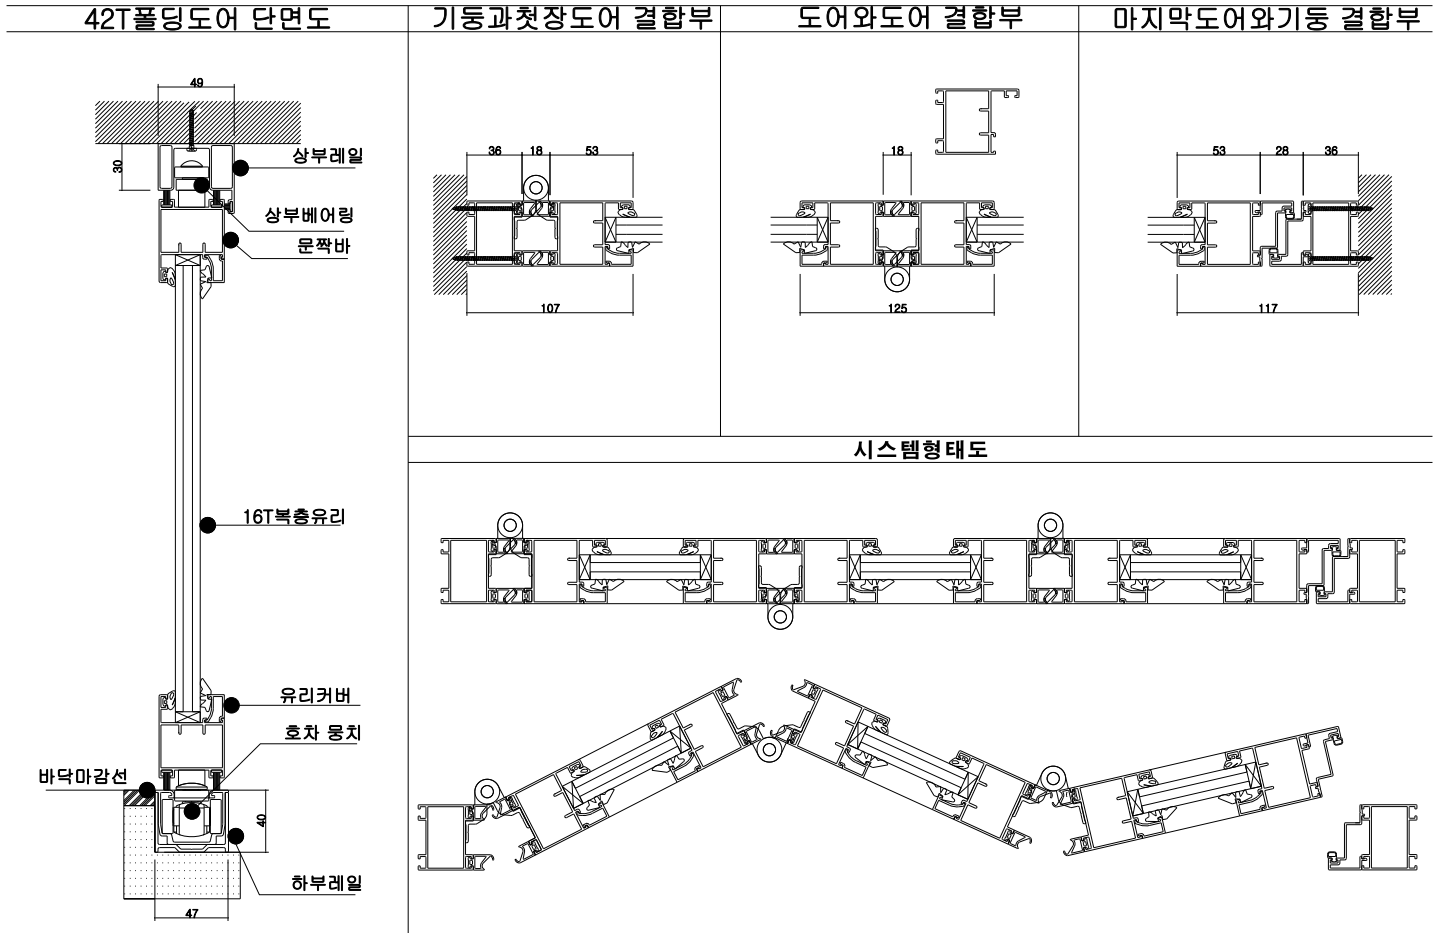 42T폴딩도어 단면도
기둥과첫장도어 결합부
도어와도어 결합부
마지막도어와기둥 결합부
49
30
상부레일
상부베어링
문짝바
16T복층유리
유리커버
호차 뭉치
바닥마감선
40
하부레일
47
36 18 53
107
18
125
53 28 36
117
시스템형태도